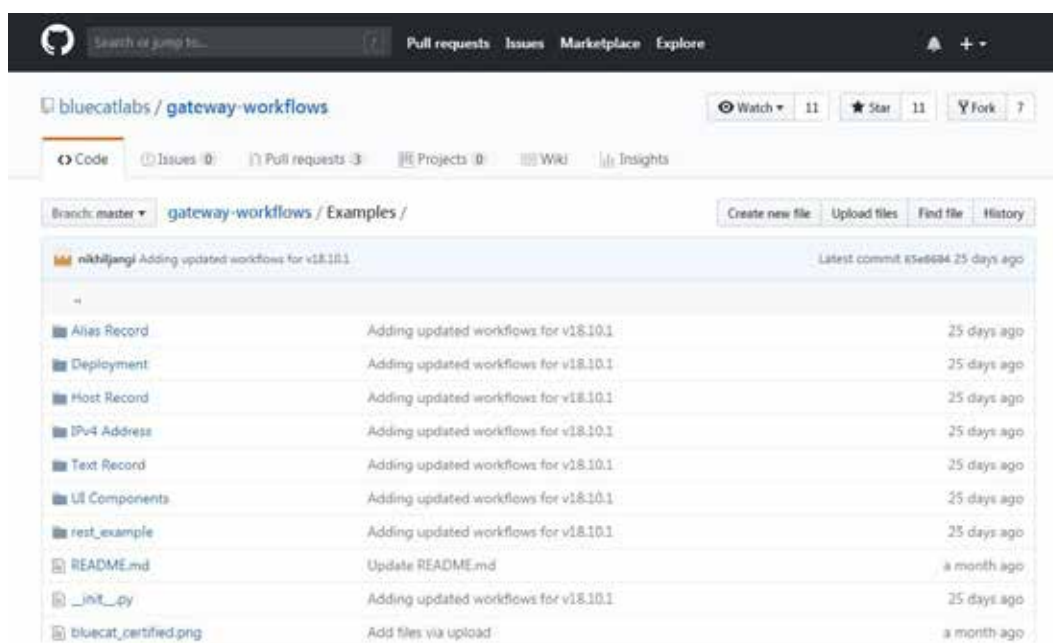 Search or jump to... /
Pull requests Issues Marketplace Explore
bluecatlabs / gateway-workflows
Watch 11 Star 11 Fork 7
Code Issues 0 Pull requests 3 Projects 0 Wiki Insights
Branch: master gateway-workflows / Examples /
Create new file Upload files Find file History
nikhiljangi Adding updated workflows for v18.10.1
Latest commit 25 days ago
..
Alias Record Adding updated workflows for v18.10.1 25 days ago
Deployment Adding updated workflows for v18.10.1 25 days ago
Host Record Adding updated workflows for v18.10.1 25 days ago
IPv4 Address Adding updated workflows for v18.10.1 25 days ago
Text Record Adding updated workflows for v18.10.1 25 days ago
UI Components Adding updated workflows for v18.10.1 25 days ago
rest_example Adding updated workflows for v18.10.1 25 days ago
README.md Update README.md a month ago
__init__.py Adding updated workflows for v18.10.1 25 days ago
bluecat_certified.png Add files via upload a month ago